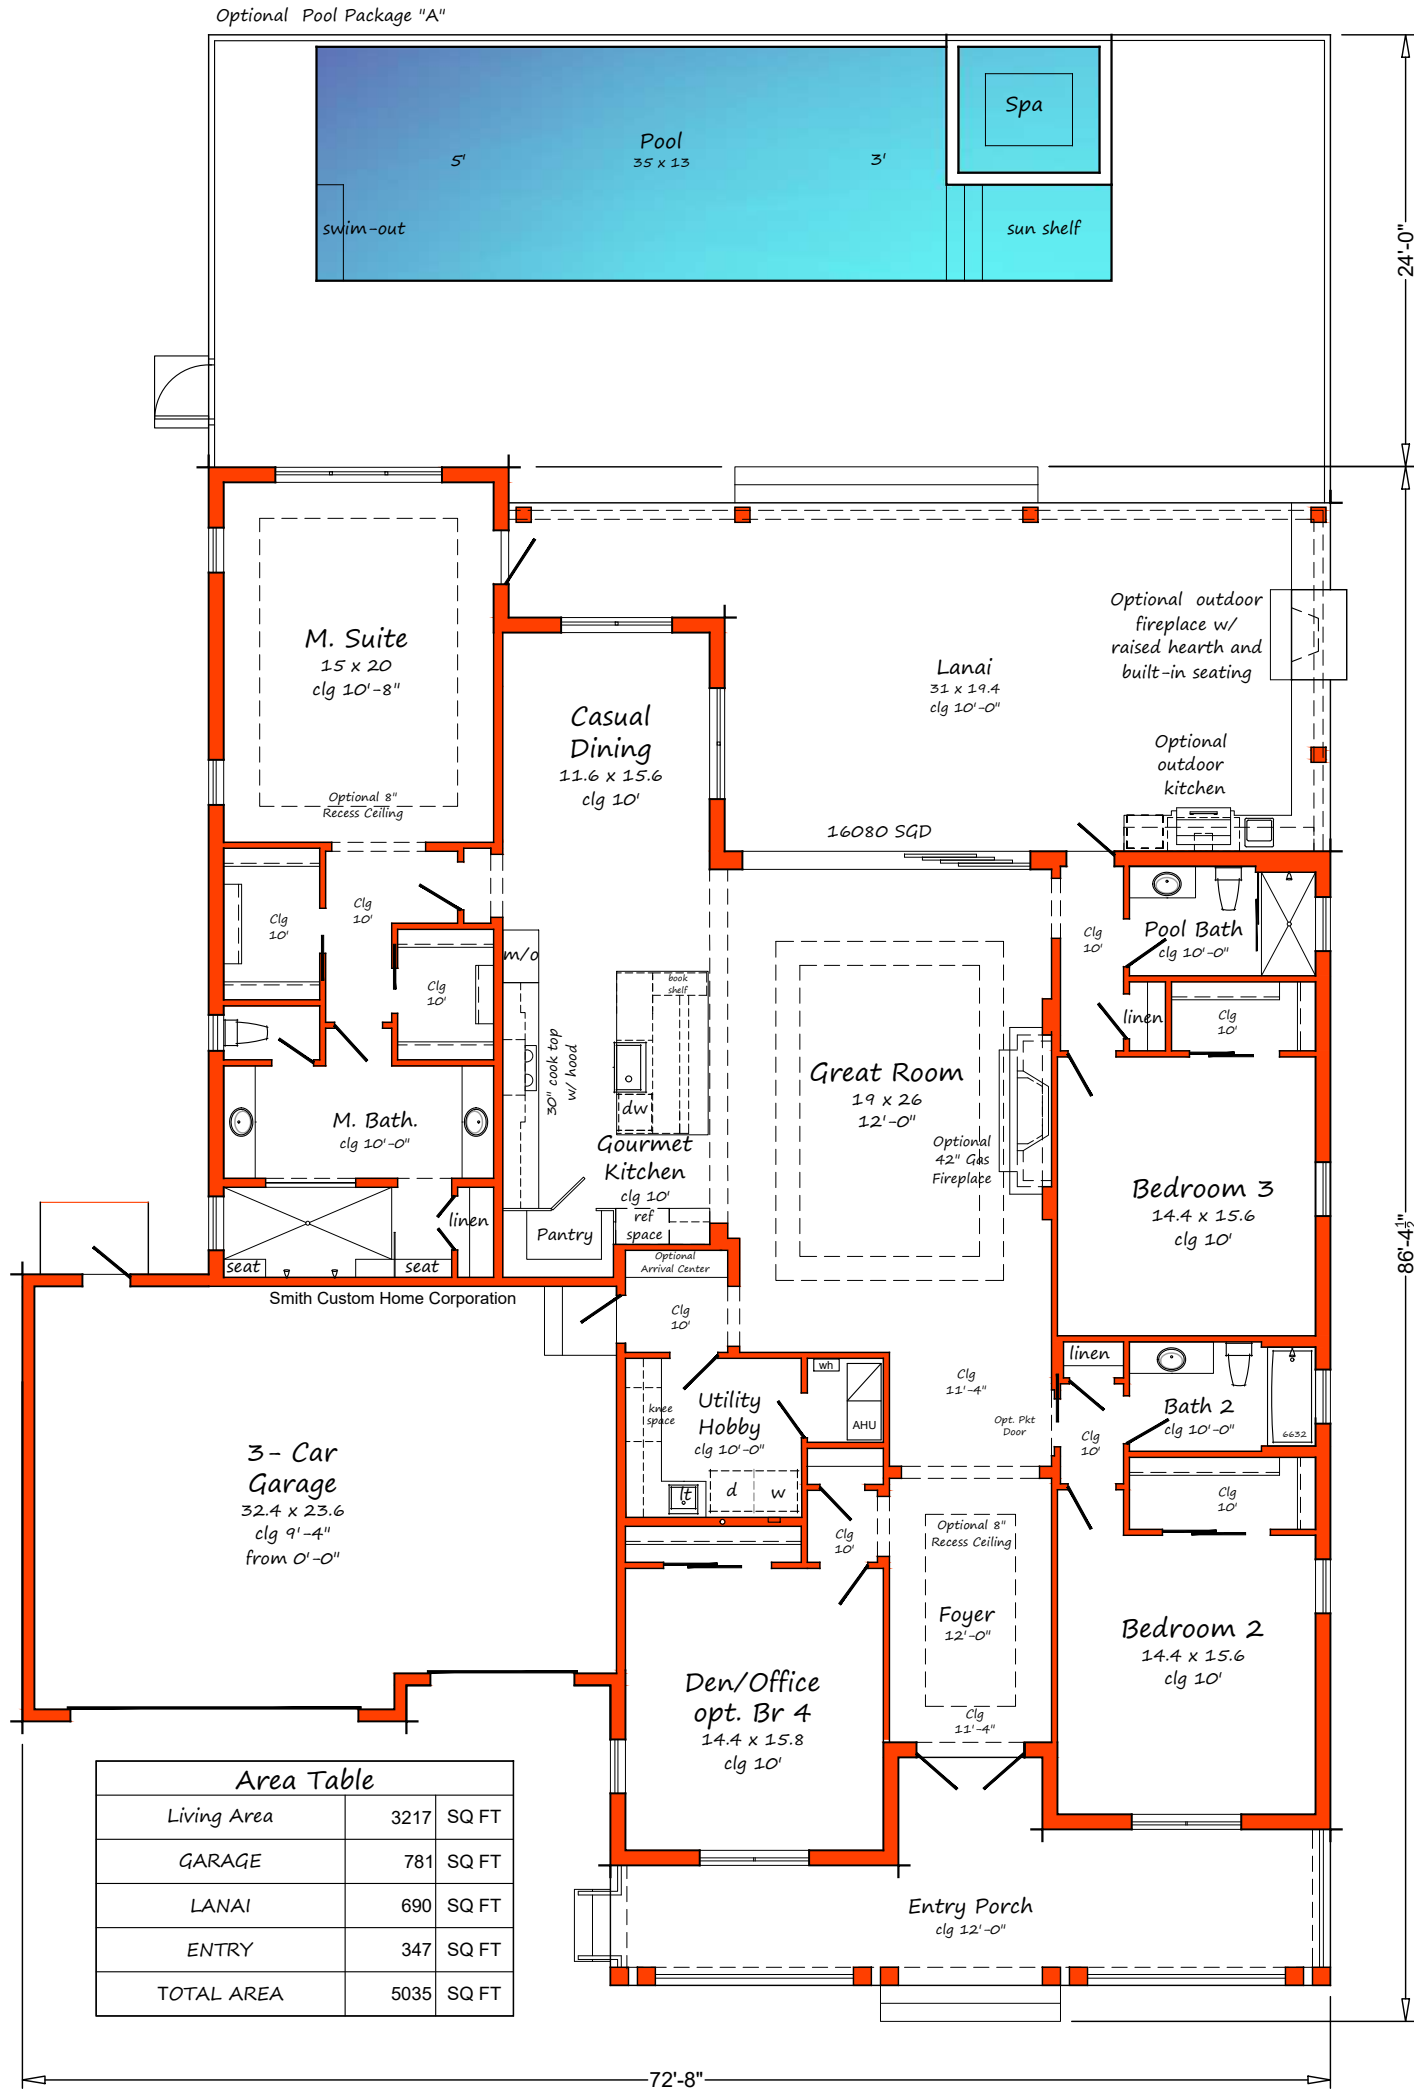 Optional Pool Package "A"
Spa
Pool
35 x 13
5'
3'
swim-out
sun shelf
24'-0"
M. Suite
15 x 20
clg 10'-8"
Optional 8"
Recess Ceiling
Casual
Dining
11.6 x 15.6
clg 10'
Lanai
31 x 19.4
clg 10'-0"
Optional outdoor
fireplace w/
raised hearth and
built-in seating
Optional
outdoor
kitchen
16080 SGD
Clg
10'
Clg
10'
Clg
10'
m/o
30" cook top
w/ hood
book
shelf
dw
Gourmet
Kitchen
clg 10'
ref
space
Pantry
Great Room
19 x 26
12'-0"
Optional
42" Gas
Fireplace
Clg
10'
Pool Bath
clg 10'-0"
linen
Clg
10'
M. Bath.
clg 10'-0"
linen
seat
seat
Bedroom 3
14.4 x 15.6
clg 10'
86'-4½"
Smith Custom Home Corporation
Optional
Arrival Center
Clg
10'
3- Car
Garage
32.4 x 23.6
clg 9'-4"
from 0'-0"
knee
space
Utility
Hobby
clg 10'-0"
wh
AHU
lt
d
w
Clg
11'-4"
Opt. Pkt
Door
linen
Bath 2
clg 10'-0"
6632
Clg
10'
Clg
10'
Clg
10'
Optional 8"
Recess Ceiling
Foyer
12'-0"
Clg
11'-4"
Den/Office
opt. Br 4
14.4 x 15.8
clg 10'
Bedroom 2
14.4 x 15.6
clg 10'
Entry Porch
clg 12'-0"
Area Table
Living Area 3217 SQ FT
GARAGE 781 SQ FT
LANAI 690 SQ FT
ENTRY 347 SQ FT
TOTAL AREA 5035 SQ FT
72'-8"